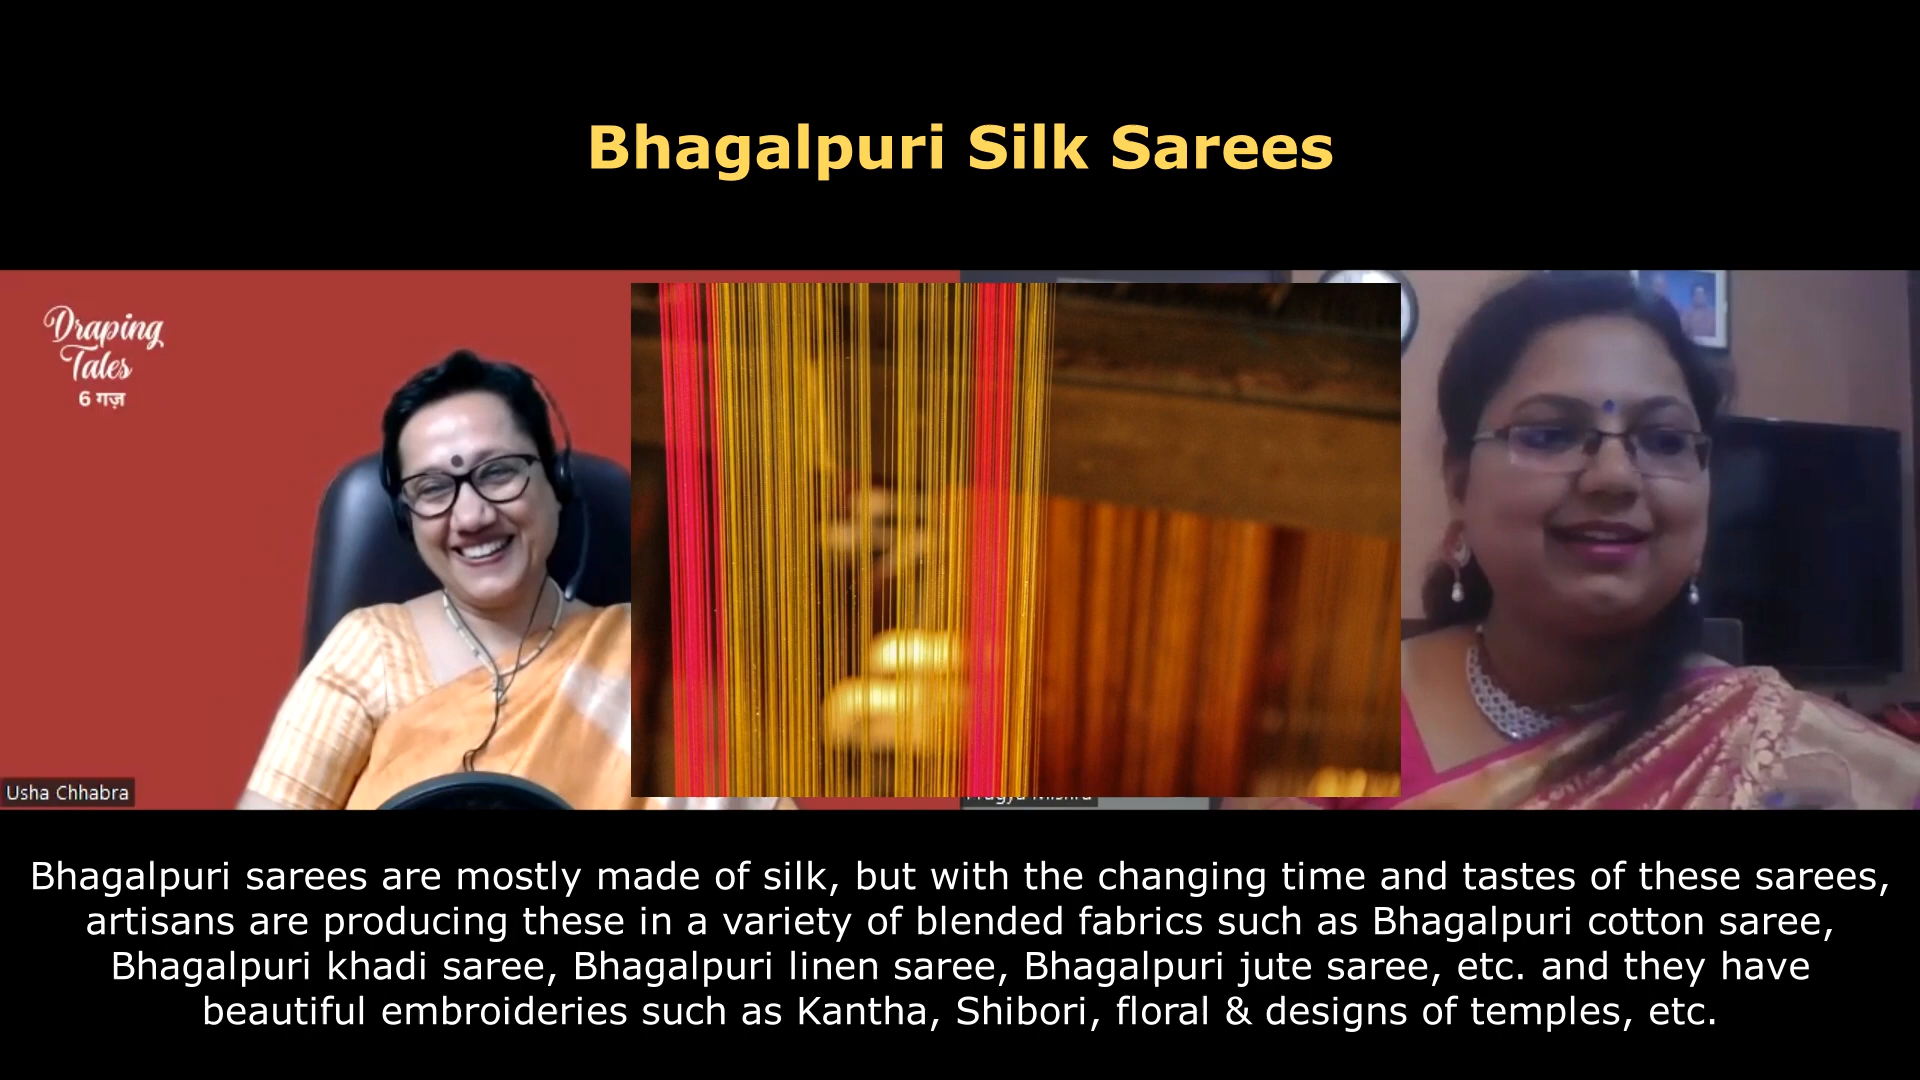 Bhagalpuri Silk Sarees
Draping
Tales
6 गज़
Usha Chhabra
Pragya Mishra
Bhagalpuri sarees are mostly made of silk, but with the changing time and tastes of these sarees,
artisans are producing these in a variety of blended fabrics such as Bhagalpuri cotton saree,
Bhagalpuri khadi saree, Bhagalpuri linen saree, Bhagalpuri jute saree, etc. and they have
beautiful embroideries such as Kantha, Shibori, floral & designs of temples, etc.